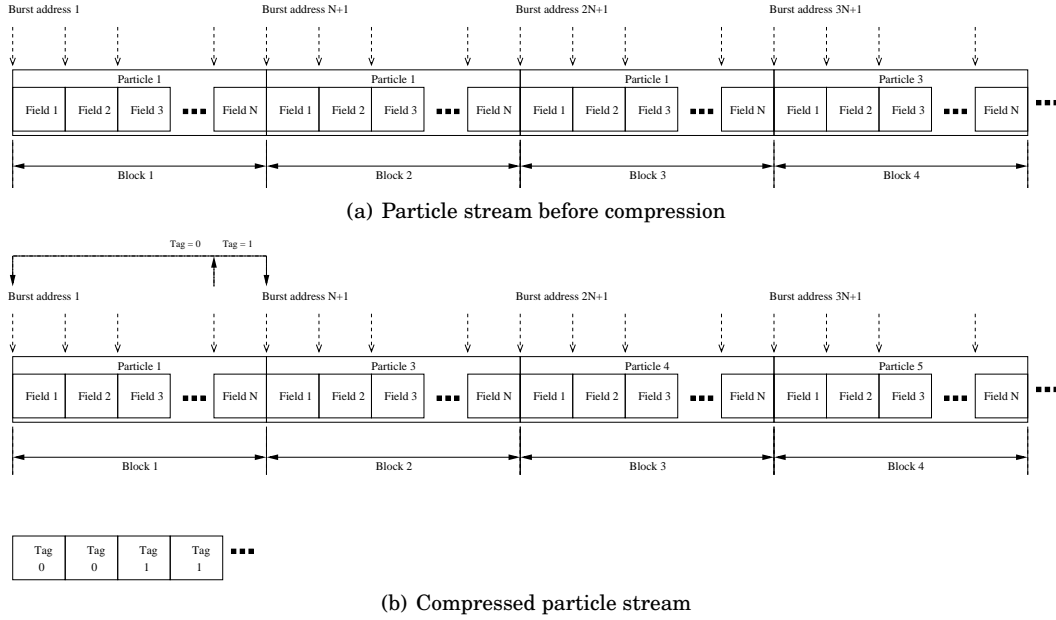 Burst address 1 Burst address N+1 Burst address 2N+1 Burst address 3N+1
Particle 1 Particle 1 Particle 1 Particle 3
Field 1 Field 2 Field 3 Field N Field 1 Field 2 Field 3 Field N Field 1 Field 2 Field 3 Field N Field 1 Field 2 Field 3 Field N
Block 1 Block 2 Block 3 Block 4
(a) Particle stream before compression
Tag = 0 Tag = 1
Burst address 1 Burst address N+1 Burst address 2N+1 Burst address 3N+1
Particle 1 Particle 3 Particle 4 Particle 5
Field 1 Field 2 Field 3 Field N Field 1 Field 2 Field 3 Field N Field 1 Field 2 Field 3 Field N Field 1 Field 2 Field 3 Field N
Block 1 Block 2 Block 3 Block 4
Tag Tag Tag Tag
0 0 1 1
(b) Compressed particle stream